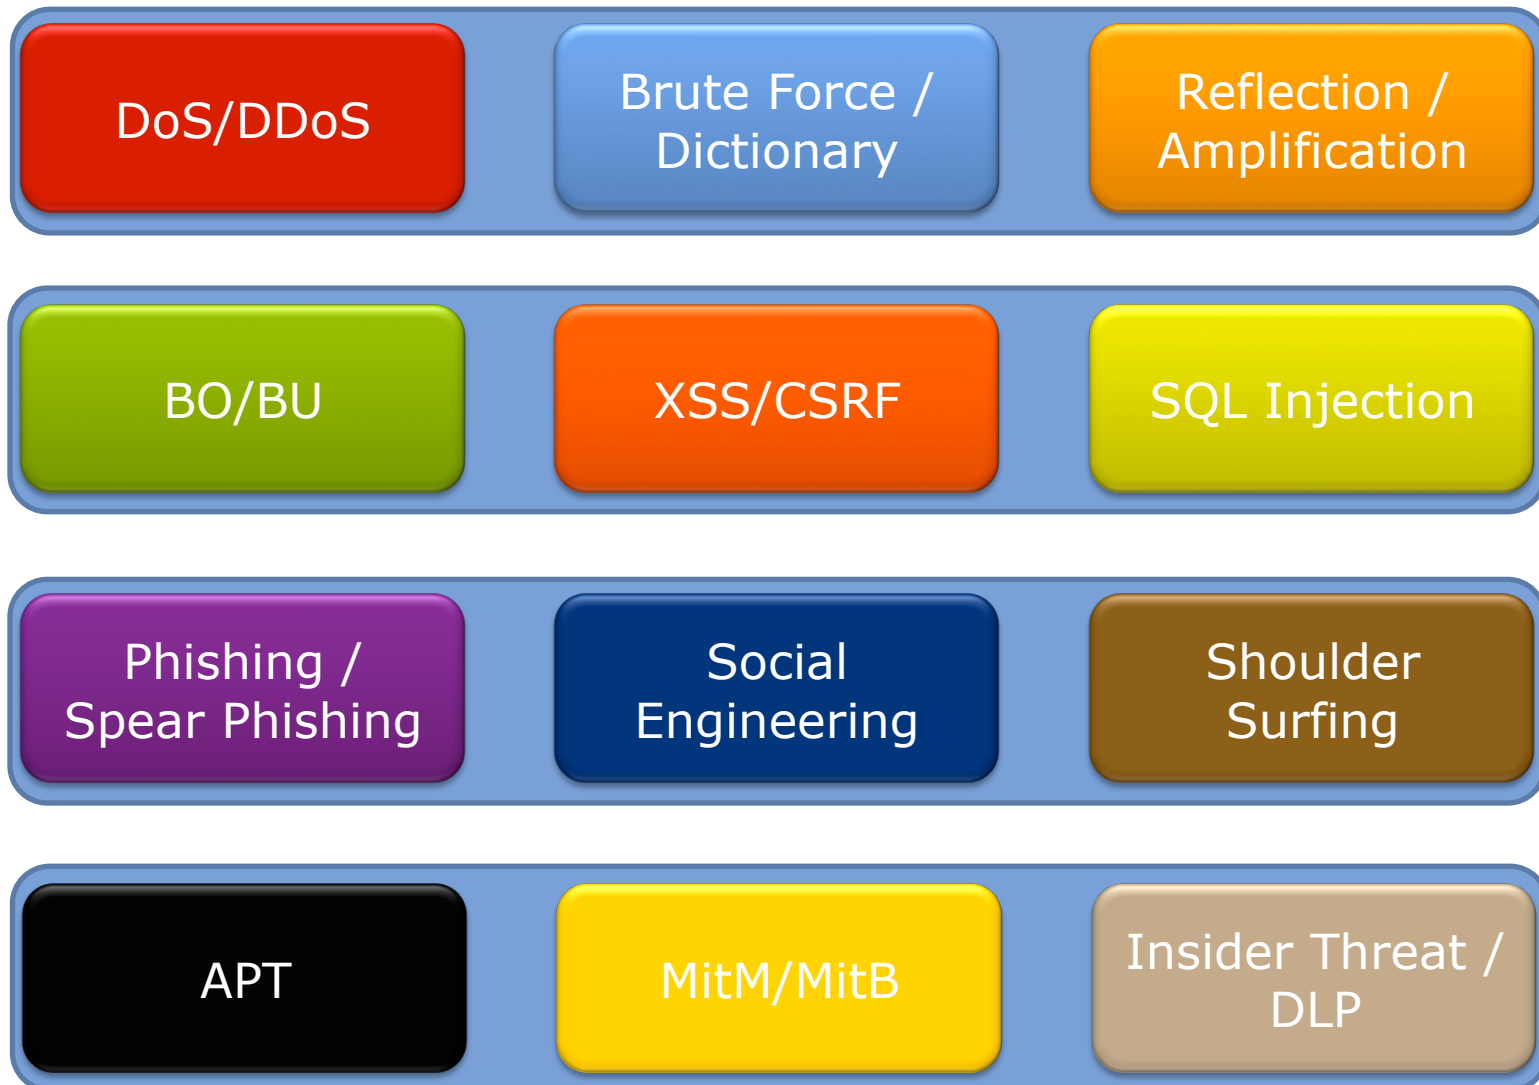 DoS/DDoS
Brute Force /
Dictionary
Reflection /
Amplification
BO/BU
XSS/CSRF
SQL Injection
Phishing /
Spear Phishing
Social
Engineering
Shoulder
Surfing
APT
MitM/MitB
Insider Threat /
DLP